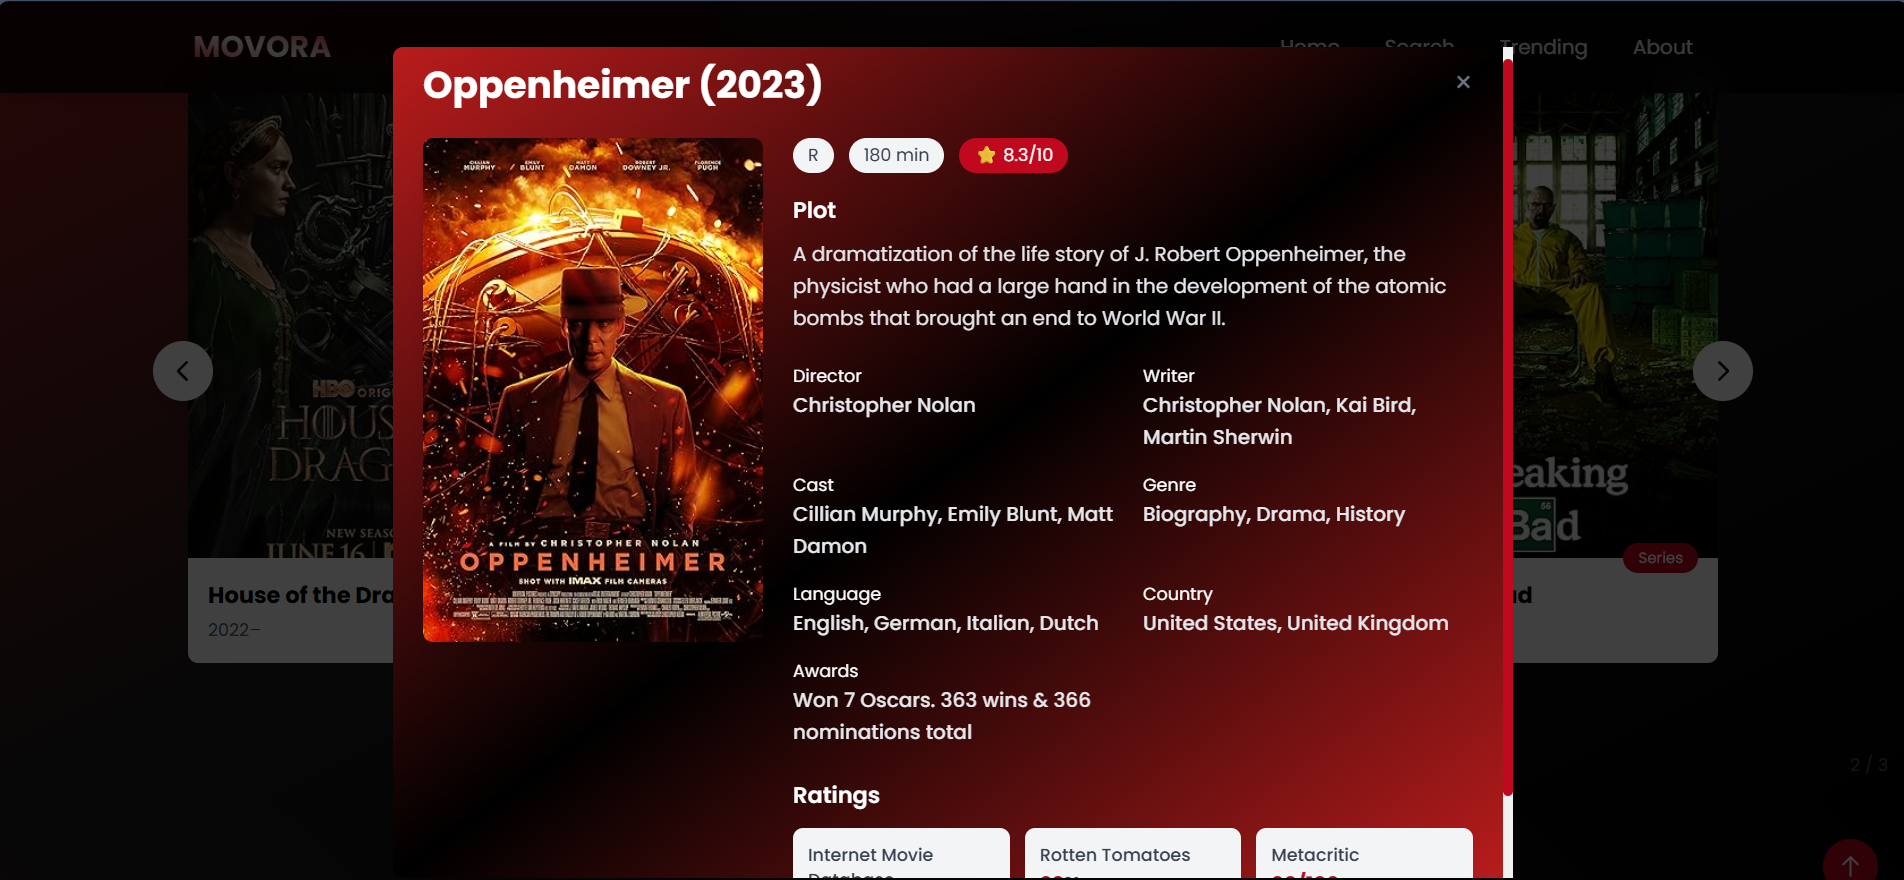 MOVORA
Home Search Trending About
Oppenheimer (2023)
×
CILLIAN MURPHY / EMILY BLUNT MATT DAMON ROBERT DOWNEY JR. FLORENCE PUGH
A FILM BY CHRISTOPHER NOLAN
OPPENHEIMER
SHOT WITH IMAX FILM CAMERAS
R
180 min
8.3/10
Plot
A dramatization of the life story of J. Robert Oppenheimer, the
physicist who had a large hand in the development of the atomic
bombs that brought an end to World War II.
Director
Christopher Nolan
Writer
Christopher Nolan, Kai Bird,
Martin Sherwin
Cast
Cillian Murphy, Emily Blunt, Matt
Damon
Genre
Biography, Drama, History
Language
English, German, Italian, Dutch
Country
United States, United Kingdom
Awards
Won 7 Oscars. 363 wins & 366
nominations total
Ratings
Internet Movie
Database
Rotten Tomatoes
Metacritic
HBO ORIG
HOUS
DRAG
NEW SEAS
JUNE 16
House of the Dra
2022–
eaking
56
Bad
Series
ad
2 / 3